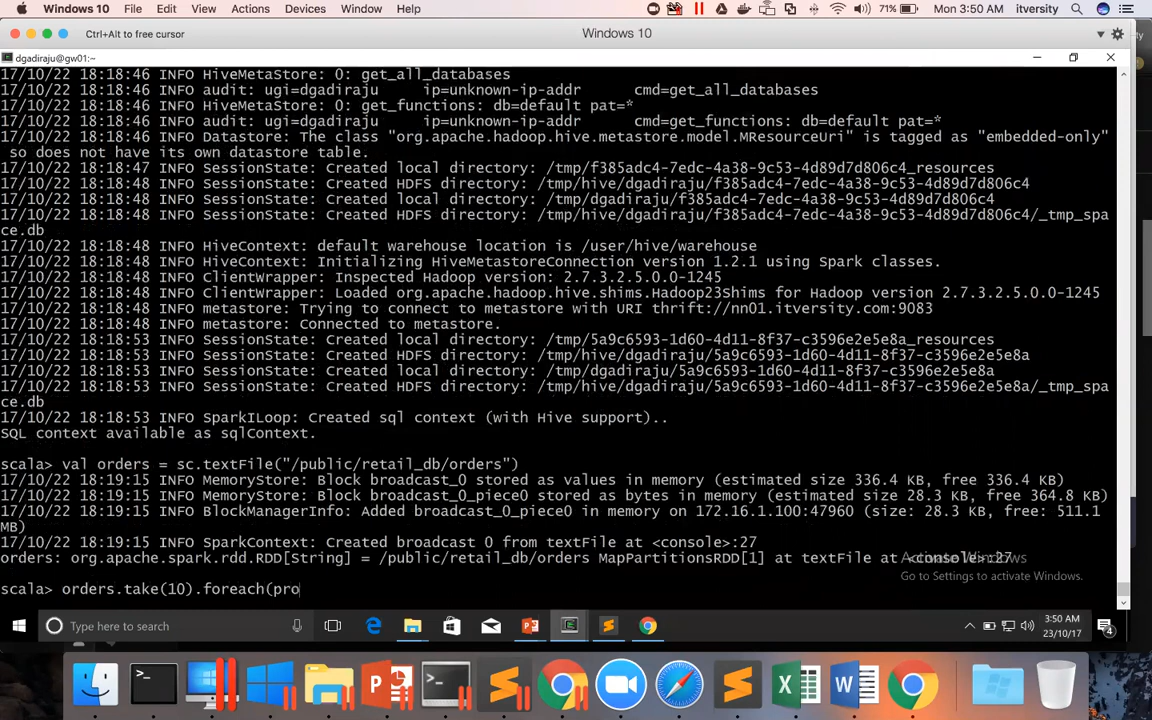 Windows 10 File Edit View Actions Devices Window Help 71% Mon 3:50 AM itversity
Ctrl+Alt to free cursor Windows 10
dgadiraju@gw01:~
17/10/22 18:18:46 INFO HiveMetaStore: 0: get_all_databases
17/10/22 18:18:46 INFO audit: ugi=dgadiraju ip=unknown-ip-addr cmd=get_all_databases
17/10/22 18:18:46 INFO HiveMetaStore: 0: get_functions: db=default pat=*
17/10/22 18:18:46 INFO audit: ugi=dgadiraju ip=unknown-ip-addr cmd=get_functions: db=default pat=*
17/10/22 18:18:46 INFO Datastore: The class "org.apache.hadoop.hive.metastore.model.MResourceUri" is tagged as "embedded-only"
so does not have its own datastore table.
17/10/22 18:18:47 INFO SessionState: Created local directory: /tmp/f385adc4-7edc-4a38-9c53-4d89d7d806c4_resources
17/10/22 18:18:48 INFO SessionState: Created HDFS directory: /tmp/hive/dgadiraju/f385adc4-7edc-4a38-9c53-4d89d7d806c4
17/10/22 18:18:48 INFO SessionState: Created local directory: /tmp/dgadiraju/f385adc4-7edc-4a38-9c53-4d89d7d806c4
17/10/22 18:18:48 INFO SessionState: Created HDFS directory: /tmp/hive/dgadiraju/f385adc4-7edc-4a38-9c53-4d89d7d806c4/_tmp_spa
ce.db
17/10/22 18:18:48 INFO HiveContext: default warehouse location is /user/hive/warehouse
17/10/22 18:18:48 INFO HiveContext: Initializing HiveMetastoreConnection version 1.2.1 using Spark classes.
17/10/22 18:18:48 INFO ClientWrapper: Inspected Hadoop version: 2.7.3.2.5.0.0-1245
17/10/22 18:18:48 INFO ClientWrapper: Loaded org.apache.hadoop.hive.shims.Hadoop23Shims for Hadoop version 2.7.3.2.5.0.0-1245
17/10/22 18:18:48 INFO metastore: Trying to connect to metastore with URI thrift://nn01.itversity.com:9083
17/10/22 18:18:48 INFO metastore: Connected to metastore.
17/10/22 18:18:53 INFO SessionState: Created local directory: /tmp/5a9c6593-1d60-4d11-8f37-c3596e2e5e8a_resources
17/10/22 18:18:53 INFO SessionState: Created HDFS directory: /tmp/hive/dgadiraju/5a9c6593-1d60-4d11-8f37-c3596e2e5e8a
17/10/22 18:18:53 INFO SessionState: Created local directory: /tmp/dgadiraju/5a9c6593-1d60-4d11-8f37-c3596e2e5e8a
17/10/22 18:18:53 INFO SessionState: Created HDFS directory: /tmp/hive/dgadiraju/5a9c6593-1d60-4d11-8f37-c3596e2e5e8a/_tmp_spa
ce.db
17/10/22 18:18:53 INFO SparkILoop: Created sql context (with Hive support)..
SQL context available as sqlContext.
scala> val orders = sc.textFile("/public/retail_db/orders")
17/10/22 18:19:15 INFO MemoryStore: Block broadcast_0 stored as values in memory (estimated size 336.4 KB, free 336.4 KB)
17/10/22 18:19:15 INFO MemoryStore: Block broadcast_0_piece0 stored as bytes in memory (estimated size 28.3 KB, free 364.8 KB)
17/10/22 18:19:15 INFO BlockManagerInfo: Added broadcast_0_piece0 in memory on 172.16.1.100:47960 (size: 28.3 KB, free: 511.1
MB)
17/10/22 18:19:15 INFO SparkContext: Created broadcast 0 from textFile at <console>:27
orders: org.apache.spark.rdd.RDD[String] = /public/retail_db/orders MapPartitionsRDD[1] at textFile at <console>:27
Activate Windows
Go to Settings to activate Windows.
scala> orders.take(10).foreach(pro
Type here to search
3:50 AM
23/10/17
4